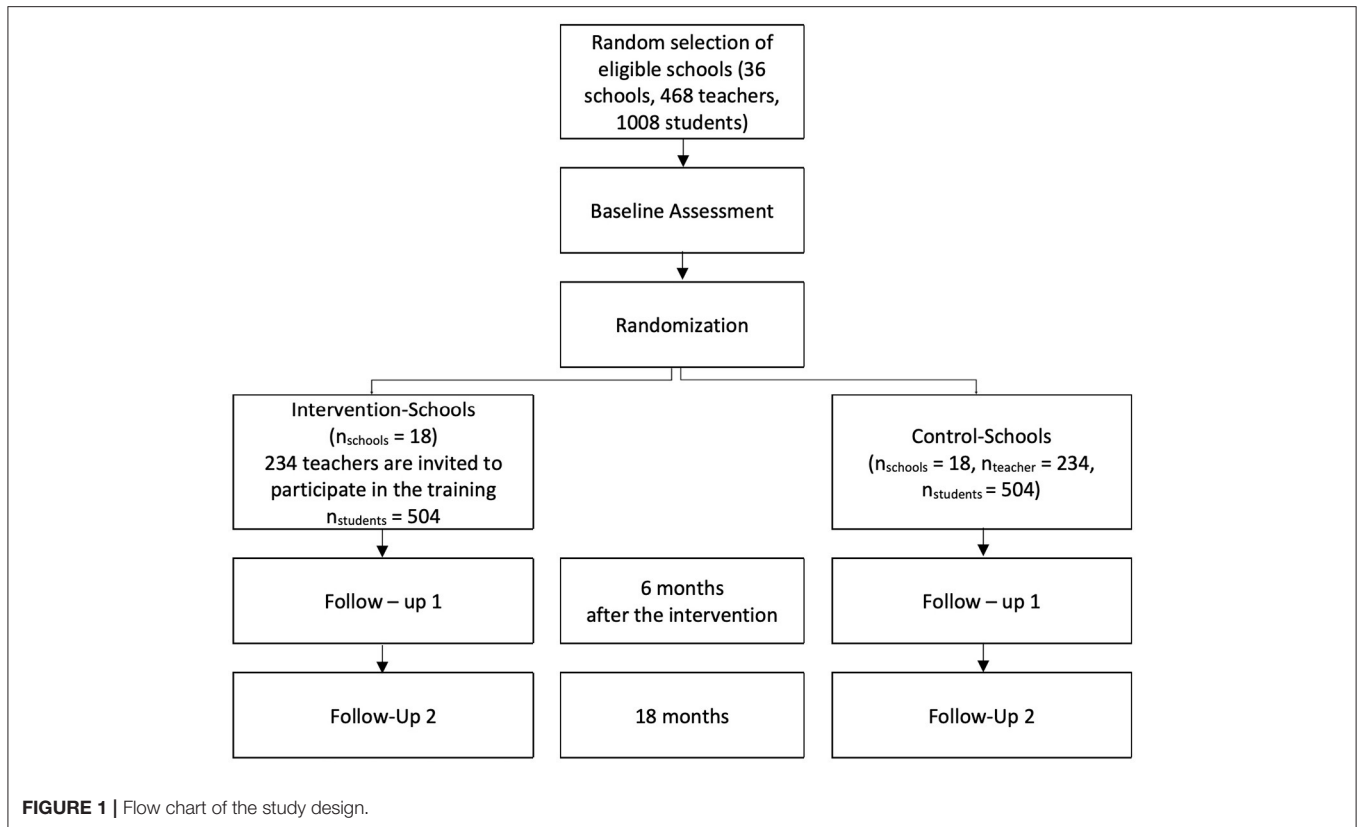 Random selection of
eligible schools (36
schools, 468 teachers,
1008 students)
Baseline Assessment
Randomization
Intervention-Schools
(nschools = 18)
234 teachers are invited to
participate in the training
nstudents = 504
Control-Schools
(nschools = 18, nteacher = 234,
nstudents = 504)
Follow – up 1
6 months
after the intervention
Follow – up 1
Follow-Up 2
18 months
Follow-Up 2
FIGURE 1 | Flow chart of the study design.